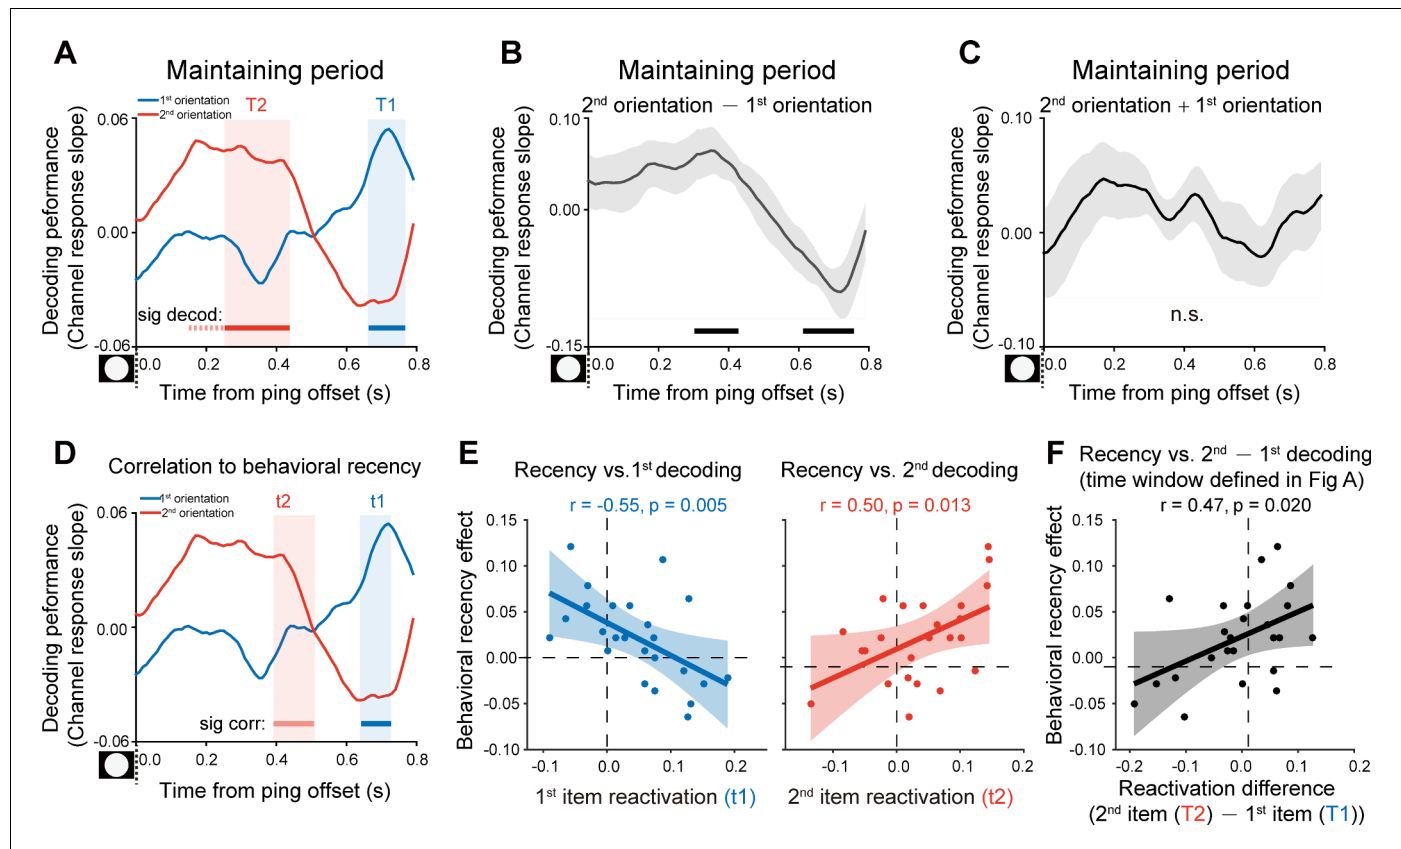 A
Maintaining period
1st orientation
2nd orientation
T2
T1
Decoding peformance
(Channel response slope)
0.06
0.00
-0.06
sig decod:
0.0 0.2 0.4 0.6 0.8
Time from ping offset (s)
B
Maintaining period
2nd orientation − 1st orientation
Decoding peformance
(Channel response slope)
0.10
0.00
-0.15
0.0 0.2 0.4 0.6 0.8
Time from ping offset (s)
C
Maintaining period
2nd orientation + 1st orientation
Decoding peformance
(Channel response slope)
0.10
0.00
-0.10
n.s.
0.0 0.2 0.4 0.6 0.8
Time from ping offset (s)
D
Correlation to behavioral recency
1st orientation
2nd orientation
t2
t1
Decoding peformance
(Channel response slope)
0.06
0.00
-0.06
sig corr:
0.0 0.2 0.4 0.6 0.8
Time from ping offset (s)
E
Recency vs.1st decoding
r = -0.55, p = 0.005
Behavioral recency effect
0.15
0.10
0.05
0.00
-0.05
-0.10
-0.1 0.0 0.1 0.2
1st item reactivation (t1)
Recency vs. 2nd decoding
r = 0.50, p = 0.013
-0.1 0.0 0.1 0.2
2nd item reactivation (t2)
F
Recency vs. 2nd − 1st decoding
(time window defined in Fig A)
r = 0.47, p = 0.020
Behavioral recency effect
0.15
0.10
0.05
0.00
-0.05
-0.10
-0.2 -0.1 0.0 0.1 0.2
Reactivation difference
(2nd item (T2) − 1st item (T1))